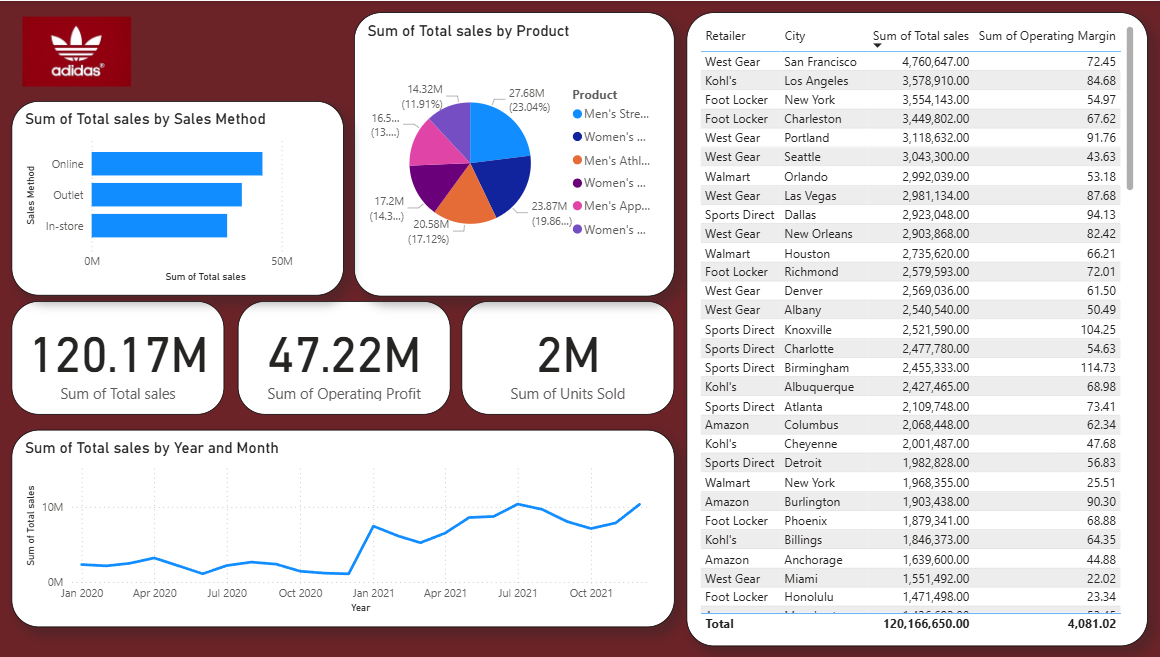 adidas®
Sum of Total sales by Sales Method
Sales Method
Online
Outlet
In-store
0M 50M
Sum of Total sales
Sum of Total sales by Product
27.68M
(23.04%)
23.87M
(19.86...)
20.58M
(17.12%)
17.2M
(14.3...)
16.5...
(13....)
14.32M
(11.91%)
Product
Men's Stre...
Women's ...
Men's Athl...
Women's ...
Men's App...
Women's ...
120.17M
Sum of Total sales
47.22M
Sum of Operating Profit
2M
Sum of Units Sold
Sum of Total sales by Year and Month
Sum of Total sales
10M
0M
Jan 2020 Apr 2020 Jul 2020 Oct 2020 Jan 2021 Apr 2021 Jul 2021 Oct 2021
Year
Retailer City Sum of Total sales Sum of Operating Margin
West Gear San Francisco 4,760,647.00 72.45
Kohl's Los Angeles 3,578,910.00 84.68
Foot Locker New York 3,554,143.00 54.97
Foot Locker Charleston 3,449,802.00 67.62
West Gear Portland 3,118,632.00 91.76
West Gear Seattle 3,043,300.00 43.63
Walmart Orlando 2,992,039.00 53.18
West Gear Las Vegas 2,981,134.00 87.68
Sports Direct Dallas 2,923,048.00 94.13
West Gear New Orleans 2,903,868.00 82.42
Walmart Houston 2,735,620.00 66.21
Foot Locker Richmond 2,579,593.00 72.01
West Gear Denver 2,569,036.00 61.50
West Gear Albany 2,540,540.00 50.49
Sports Direct Knoxville 2,521,590.00 104.25
Sports Direct Charlotte 2,477,780.00 54.63
Sports Direct Birmingham 2,455,333.00 114.73
Kohl's Albuquerque 2,427,465.00 68.98
Sports Direct Atlanta 2,109,748.00 73.41
Amazon Columbus 2,068,448.00 62.34
Kohl's Cheyenne 2,001,487.00 47.68
Sports Direct Detroit 1,982,828.00 56.83
Walmart New York 1,968,355.00 25.51
Amazon Burlington 1,903,438.00 90.30
Foot Locker Phoenix 1,879,341.00 68.88
Kohl's Billings 1,846,373.00 64.35
Amazon Anchorage 1,639,600.00 44.88
West Gear Miami 1,551,492.00 22.02
Foot Locker Honolulu 1,471,498.00 23.34
Total 120,166,650.00 4,081.02